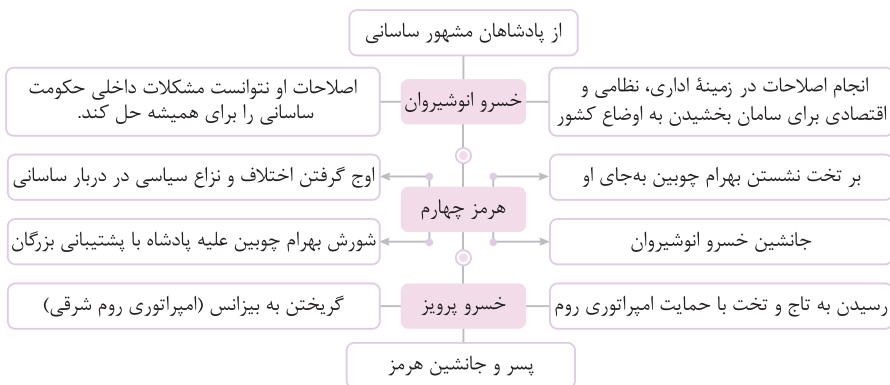 از پادشاهان مشهور ساسانی
انجام اصلاحات در زمینهٔ اداری، نظامی و
اقتصادی برای سامان بخشیدن به اوضاع کشور
خسرو انوشیروان
اصلاحات او نتوانست مشکلات داخلی حکومت
ساسانی را برای همیشه حل کند.
بر تخت نشستن بهرام چوبین به‌جای او
اوج گرفتن اختلاف و نزاع سیاسی در دربار ساسانی
هرمز چهارم
جانشین خسرو انوشیروان
شورش بهرام چوبین علیه پادشاه با پشتیبانی بزرگان
رسیدن به تاج و تخت با حمایت امپراتوری روم
خسرو پرویز
گریختن به بیزانس (امپراتوری روم شرقی)
پسر و جانشین هرمز